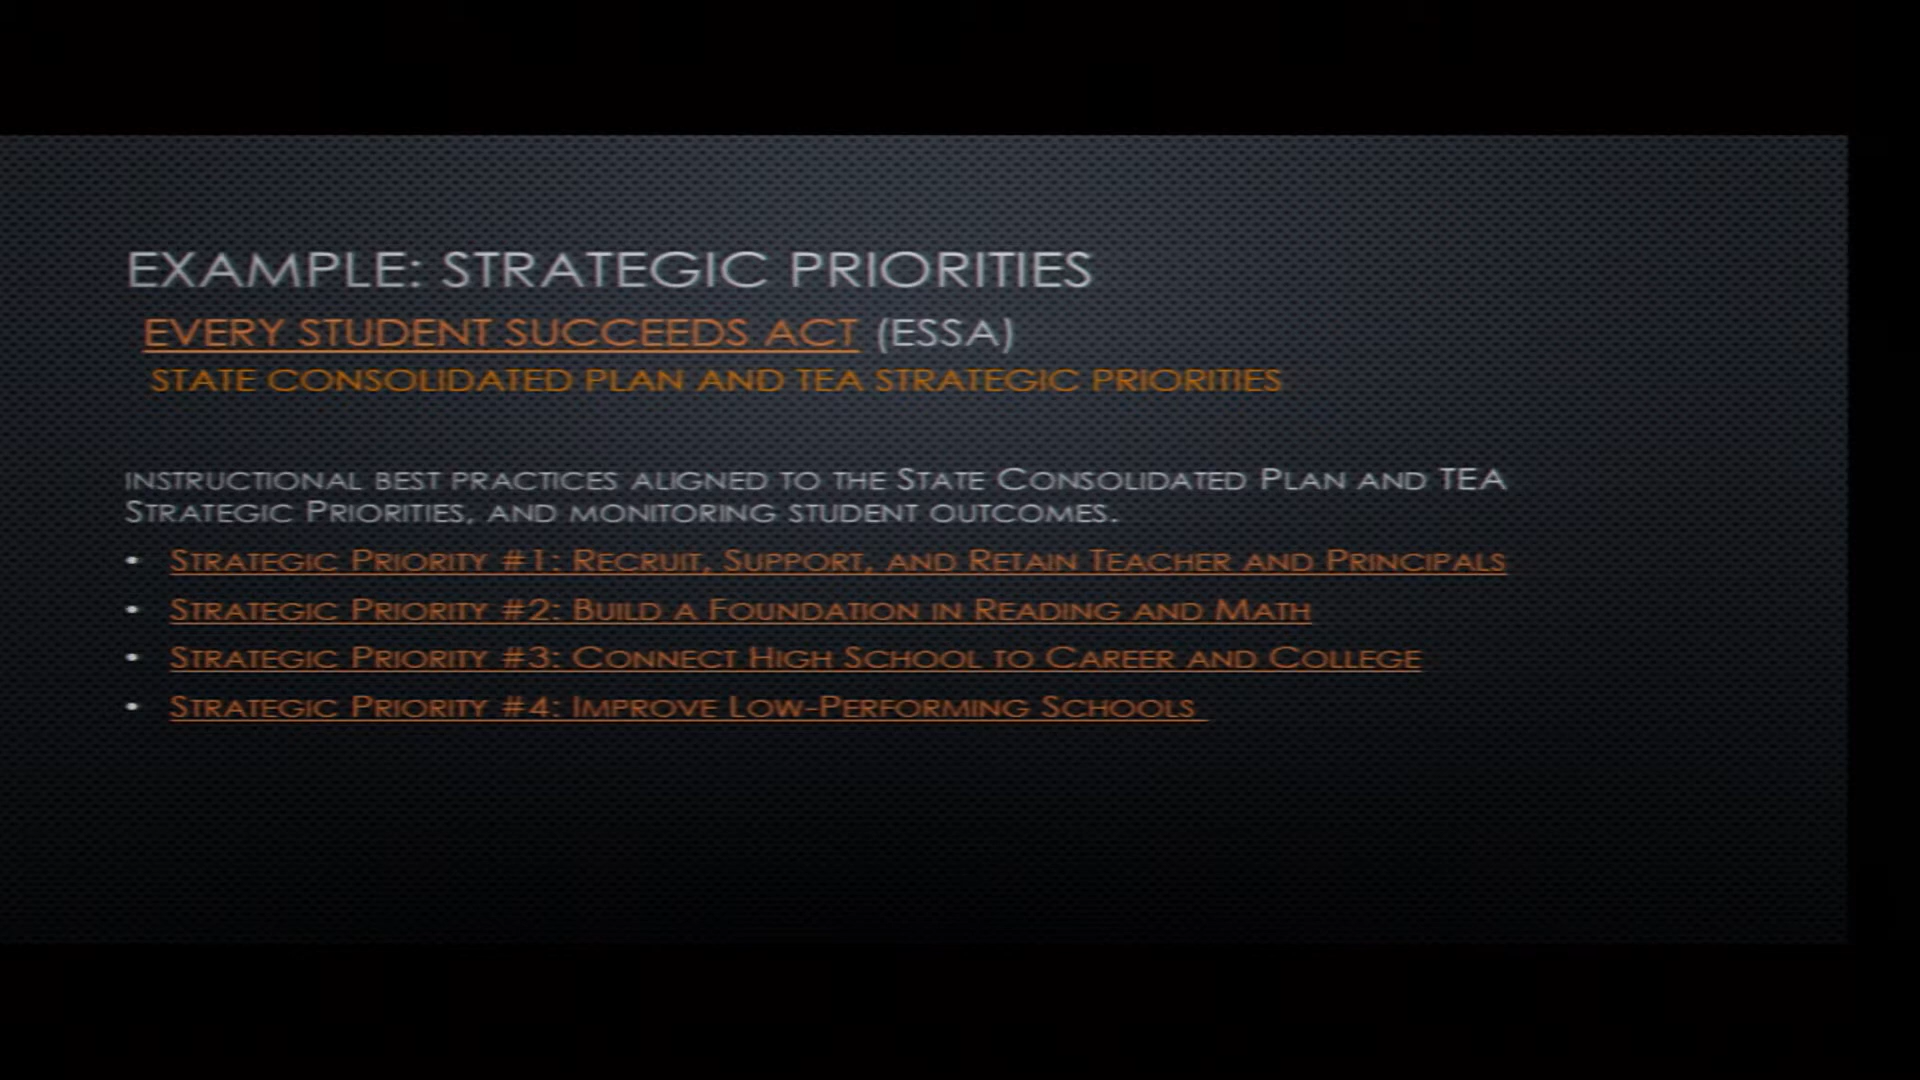 EXAMPLE: STRATEGIC PRIORITIES
EVERY STUDENT SUCCEEDS ACT (ESSA)
STATE CONSOLIDATED PLAN AND TEA STRATEGIC PRIORITIES
INSTRUCTIONAL BEST PRACTICES ALIGNED TO THE STATE CONSOLIDATED PLAN AND TEA
STRATEGIC PRIORITIES, AND MONITORING STUDENT OUTCOMES.
• STRATEGIC PRIORITY #1: RECRUIT, SUPPORT, AND RETAIN TEACHER AND PRINCIPALS
• STRATEGIC PRIORITY #2: BUILD A FOUNDATION IN READING AND MATH
• STRATEGIC PRIORITY #3: CONNECT HIGH SCHOOL TO CAREER AND COLLEGE
• STRATEGIC PRIORITY #4: IMPROVE LOW-PERFORMING SCHOOLS